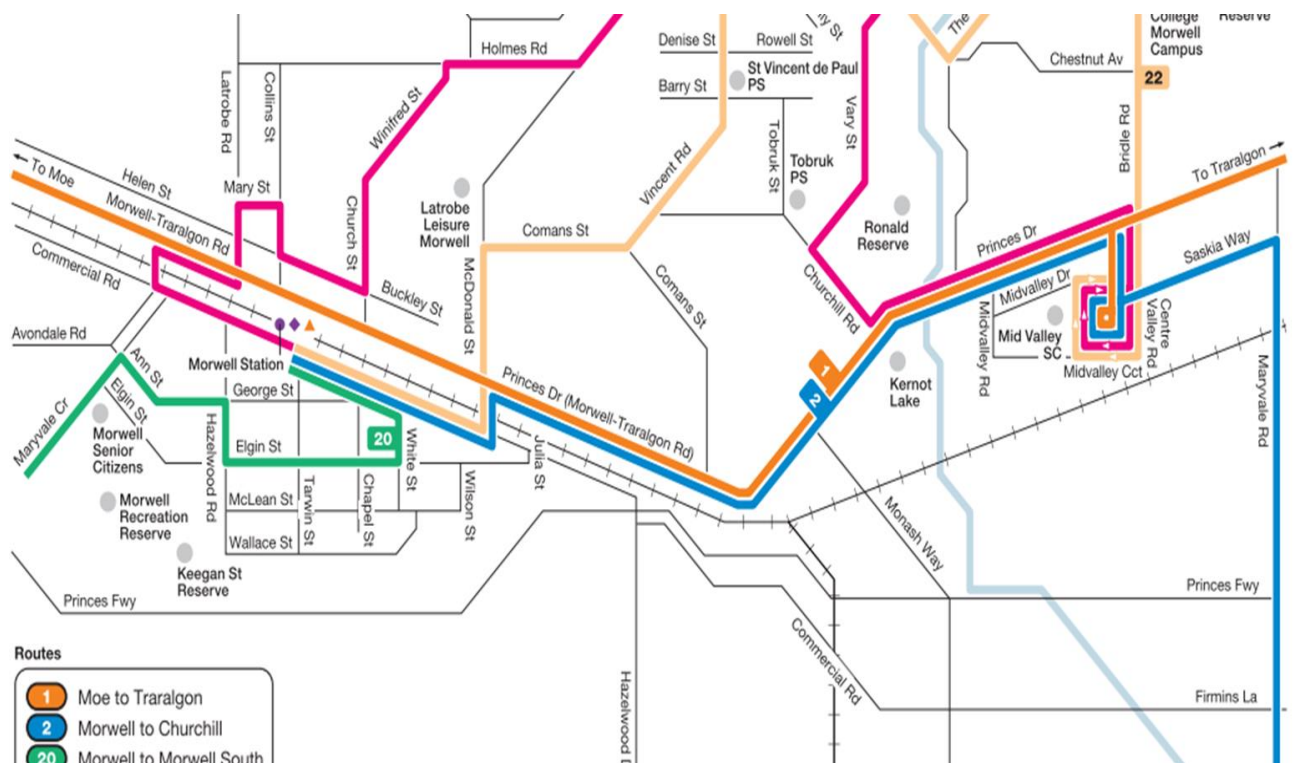 College
Morwell
Campus
Reserve
The
Denise St
Rowell St
Holmes Rd
St Vincent de Paul
PS
Barry St
Chestnut Av
22
Latrobe Rd
Collins St
Winifred St
Vary St
Bridle Rd
Tobruk St
Vincent Rd
To Traralgon
To Moe
Helen St
Mary St
Tobruk
PS
Latrobe
Leisure
Morwell
Church St
Morwell-Traralgon Rd
Ronald
Reserve
Comans St
Princes Dr
Saskia Way
Commercial Rd
Buckley St
McDonald St
Comans St
Churchill Rd
Midvalley Dr
Midvalley Rd
Mid Valley
SC
Centre
Valley Rd
Midvalley Cct
Maryvale Rd
Avondale Rd
Morwell Station
Ann St
Elgin St
George St
Princes Dr (Morwell-Traralgon Rd)
1
2
Kernot
Lake
Maryvale Cr
Morwell
Senior
Citizens
Hazelwood Rd
Elgin St
20
White St
Julia St
Morwell
Recreation
Reserve
McLean St
Tarwin St
Chapel St
Wilson St
Wallace St
Keegan St
Reserve
Monash Way
Princes Fwy
Princes Fwy
Commercial Rd
Firmins La
Hazelwood
Routes
1 Moe to Traralgon
2 Morwell to Churchill
20 Morwell to Morwell South